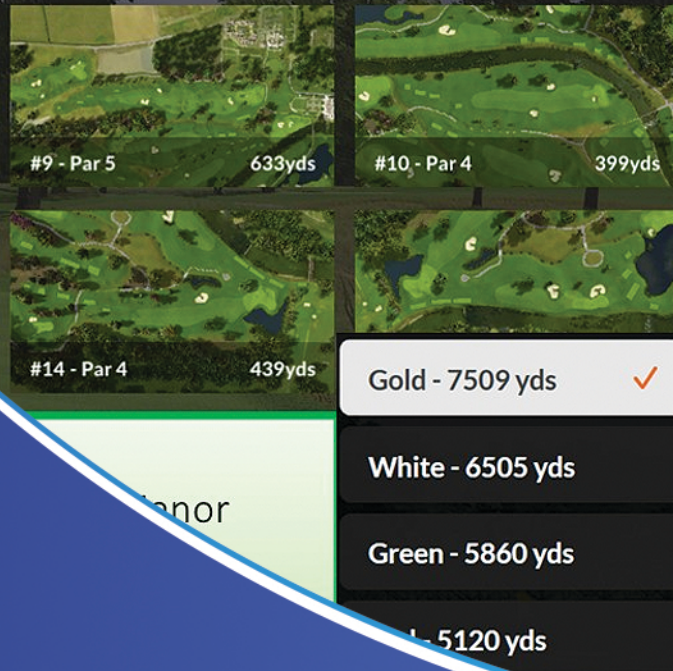 #9 - Par 5 633yds
#10 - Par 4 399yds
#14 - Par 4 439yds
Gold - 7509 yds
White - 6505 yds
Green - 5860 yds
- 5120 yds